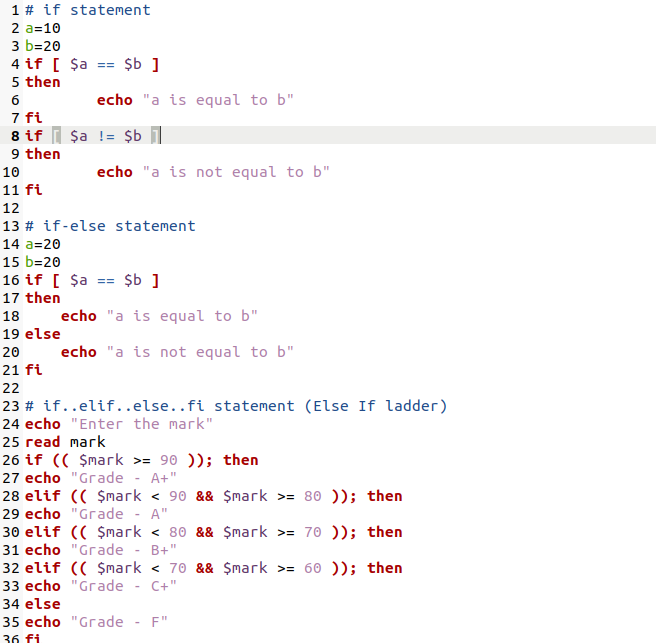 1 # if statement
2 a=10
3 b=20
4 if [ $a == $b ]
5 then
6         echo "a is equal to b"
7 fi
8 if [ $a != $b ]
9 then
10         echo "a is not equal to b"
11 fi
12
13 # if-else statement
14 a=20
15 b=20
16 if [ $a == $b ]
17 then
18     echo "a is equal to b"
19 else
20     echo "a is not equal to b"
21 fi
22
23 # if..elif..else..fi statement (Else If ladder)
24 echo "Enter the mark"
25 read mark
26 if (( $mark >= 90 )); then
27 echo "Grade - A+"
28 elif (( $mark < 90 && $mark >= 80 )); then
29 echo "Grade - A"
30 elif (( $mark < 80 && $mark >= 70 )); then
31 echo "Grade - B+"
32 elif (( $mark < 70 && $mark >= 60 )); then
33 echo "Grade - C+"
34 else
35 echo "Grade - F"
36 fi